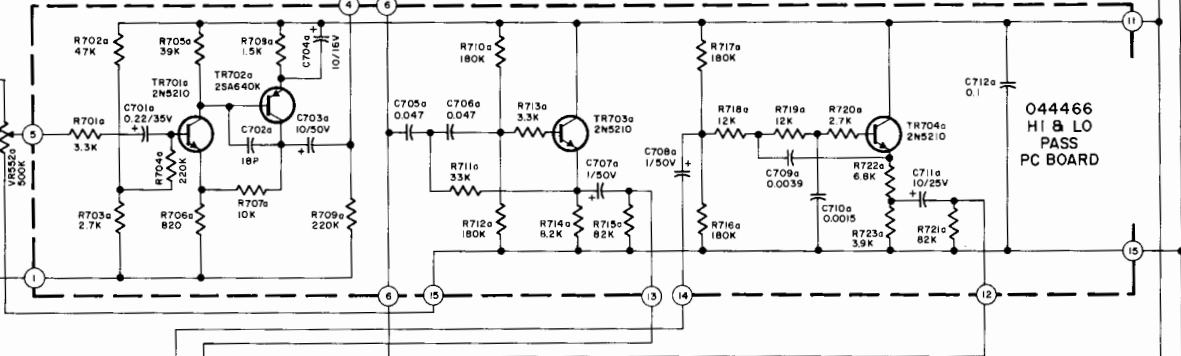 4
6
R702a
47K
R705a
39K
R708a
1.5K
C704a
10/16V
R710a
180K
R717a
180K
11
TR701a
2N5210
TR702a
2SA640K
C701a
0.22/35V
R701a
3.3K
5
VR552a
500K
R704a
220K
C702a
18P
C703a
10/50V
C705a
0.047
C706a
0.047
R713a
3.3K
TR703a
2N5210
C708a
1/50V
R718a
12K
R719a
12K
R720a
2.7K
TR704a
2N5210
C712a
0.1
044466
HI & LO
PASS
PC BOARD
R711a
33K
C707a
1/50V
C709a
0.0039
R722a
6.8K
C711a
10/25V
R703a
2.7K
R706a
820
R707a
10K
R709a
220K
R712a
180K
R714a
8.2K
R715a
82K
R716a
180K
C710a
0.0015
R723a
3.9K
R721a
82K
1
15
6
15
13
14
12